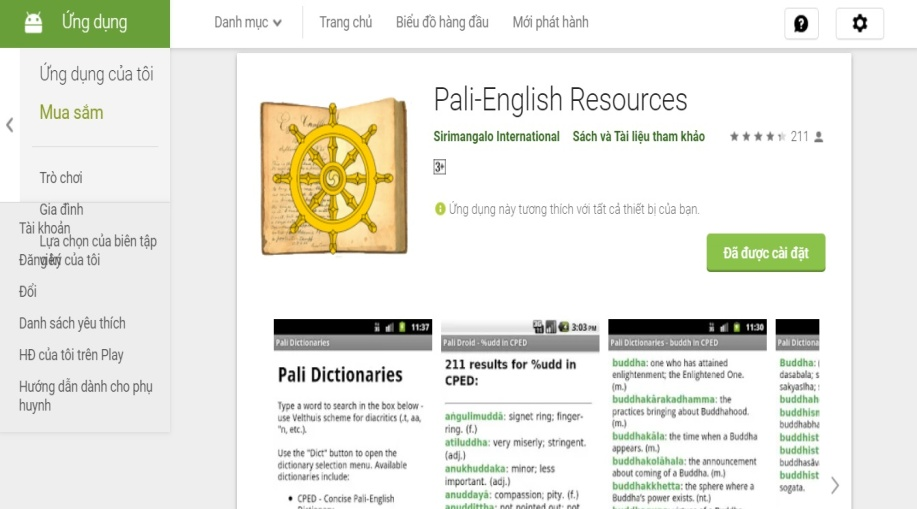 Ứng dụng
Danh mục
Trang chủ
Biểu đồ hàng đầu
Mới phát hành
Ứng dụng của tôi
Mua sắm
Trò chơi
Gia đình
Tài khoản
Lựa chọn của biên tập
Đăng ký của tôi
Đổi
Danh sách yêu thích
HĐ của tôi trên Play
Hướng dẫn dành cho phụ
huynh
Pali-English Resources
Sirimangalo International Sách và Tài liệu tham khảo 211
3+
Ứng dụng này tương thích với tất cả thiết bị của bạn.
Đã được cài đặt
11:37
Pali Dictionaries
Pali Dictionaries
Type a word to search in the box below -
use Velthuis scheme for diacritics (.t, aa,
"n, etc.).
Use the "Dict" button to open the
dictionary selection menu. Available
dictionaries include:
• CPED - Concise Pali-English
3:03 PM
Pali Droid - %udd in CPED
211 results for %udd in
CPED:
aṅgulimuddā: signet ring; finger-
ring. (f.)
atiluddha: very miserly; stringent.
(adj.)
anukhuddaka: minor; less
important. (adj.)
anuddayā: compassion; pity. (f.)
anuddiṭṭha: not pointed out; not
11:30
Pali Dictionaries - buddh in CPED
buddha: one who has attained
enlightenment; the Enlightened One.
(m.)
buddhakārakadhamma: the
practices bringing about Buddhahood.
(m.)
buddhakāla: the time when a Buddha
appears. (m.)
buddhakolāhala: the announcement
about coming of a Buddha. (m.)
buddhakkhetta: the sphere where a
Buddha's power exists. (nt.)
Pali Dictiona
Buddha:
dasabala; s
sakyasīha; s
buddhah
buddhisn
buddhabha
buddhist
buddhist
buddhasāv
buddhist
sogata.